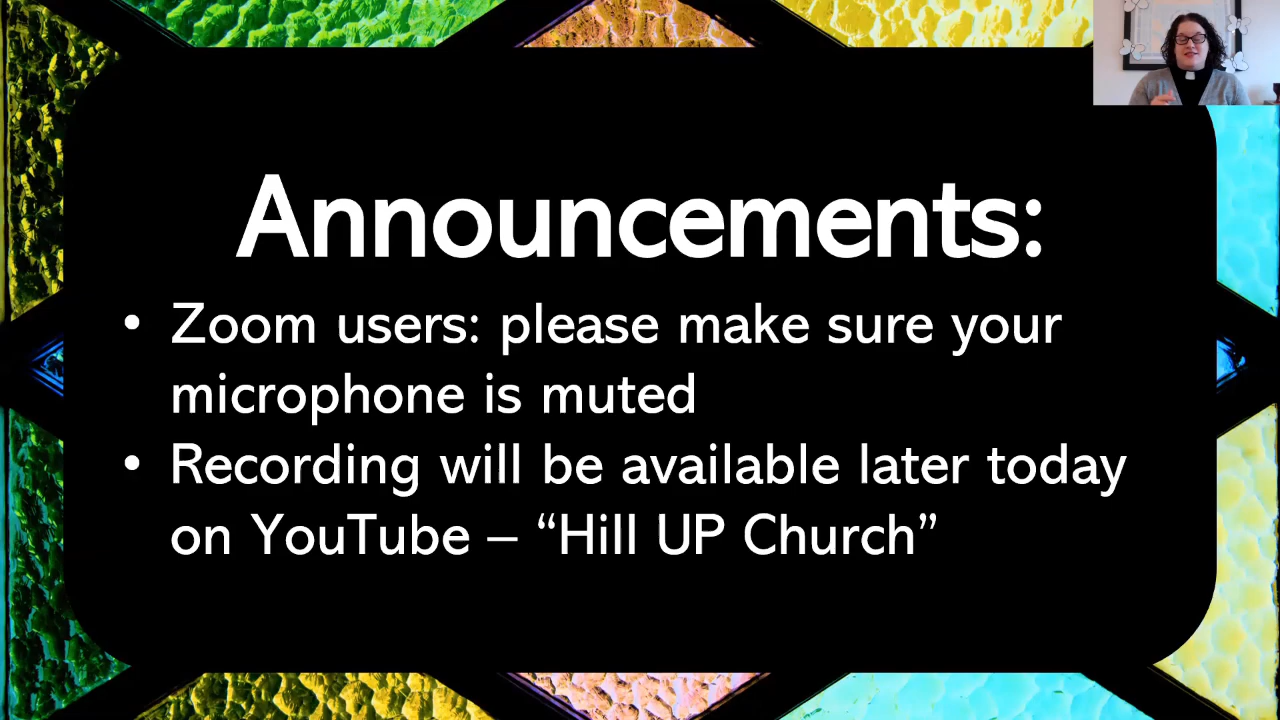 Announcements:
• Zoom users: please make sure your
microphone is muted
• Recording will be available later today
on YouTube – “Hill UP Church”